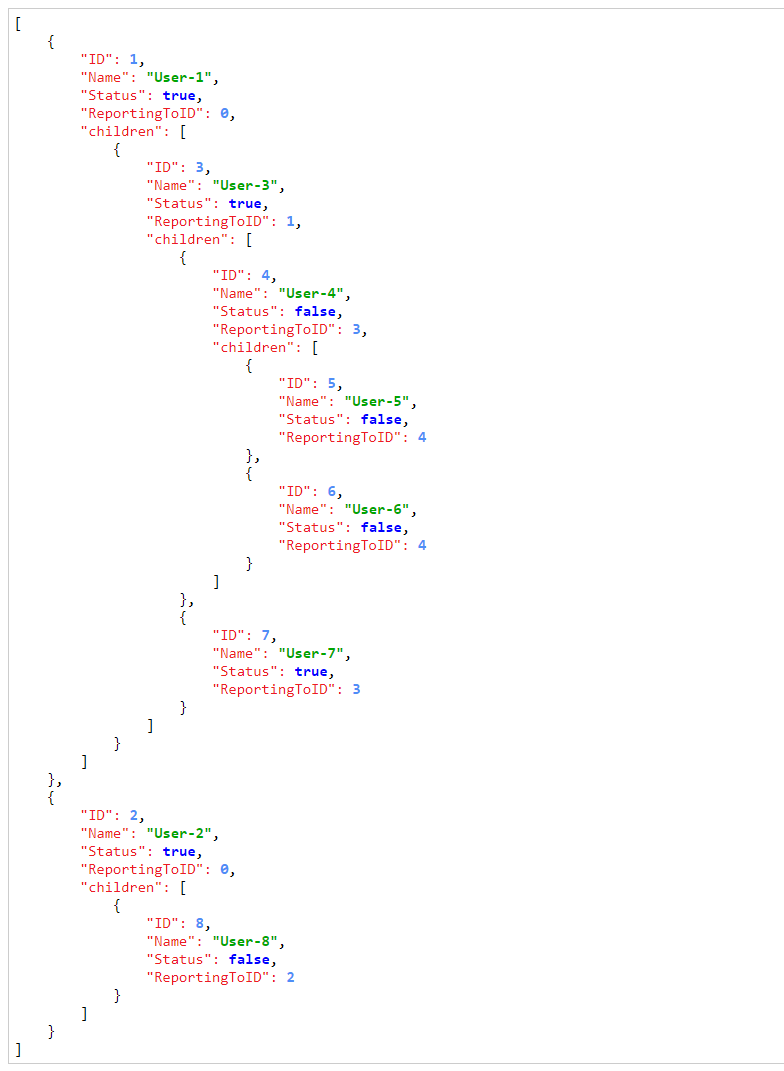 [
    {
        "ID": 1,
        "Name": "User-1",
        "Status": true,
        "ReportingToID": 0,
        "children": [
            {
                "ID": 3,
                "Name": "User-3",
                "Status": true,
                "ReportingToID": 1,
                "children": [
                    {
                        "ID": 4,
                        "Name": "User-4",
                        "Status": false,
                        "ReportingToID": 3,
                        "children": [
                            {
                                "ID": 5,
                                "Name": "User-5",
                                "Status": false,
                                "ReportingToID": 4
                            },
                            {
                                "ID": 6,
                                "Name": "User-6",
                                "Status": false,
                                "ReportingToID": 4
                            }
                        ]
                    },
                    {
                        "ID": 7,
                        "Name": "User-7",
                        "Status": true,
                        "ReportingToID": 3
                    }
                ]
            }
        ]
    },
    {
        "ID": 2,
        "Name": "User-2",
        "Status": true,
        "ReportingToID": 0,
        "children": [
            {
                "ID": 8,
                "Name": "User-8",
                "Status": false,
                "ReportingToID": 2
            }
        ]
    }
]